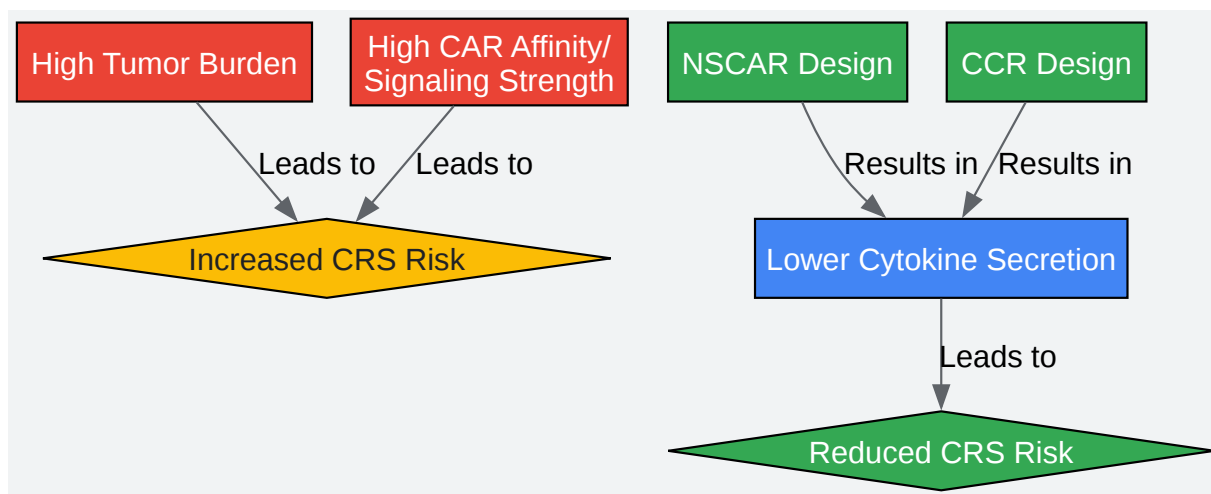 High Tumor Burden
High CAR Affinity/
Signaling Strength
NSCAR Design
CCR Design
Leads to
Leads to
Results in
Results in
Increased CRS Risk
Lower Cytokine Secretion
Leads to
Reduced CRS Risk